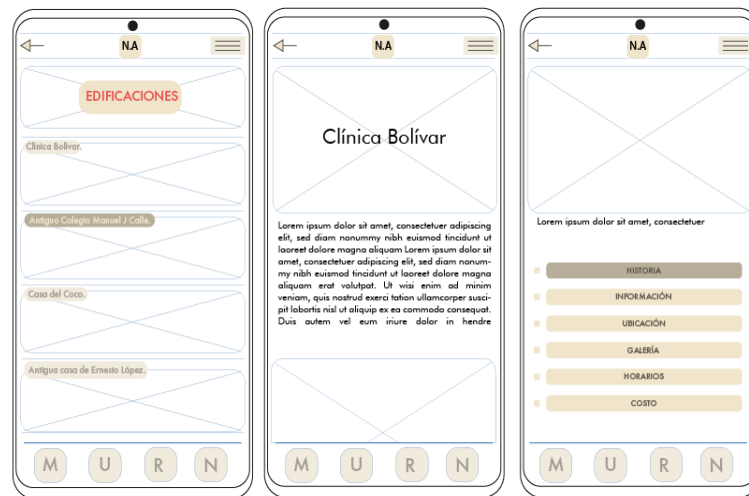 N.A
EDIFICACIONES
Clínica Bolívar.
Antiguo Colegio Manuel J Calle.
Casa del Coco.
Antigua casa de Ernesto López.
M U R N
N.A
Clínica Bolívar
Lorem ipsum dolor sit amet, consectetuer adipiscing
elit, sed diam nonummy nibh euismod tincidunt ut
laoreet dolore magna aliquam Lorem ipsum dolor sit
amet, consectetuer adipiscing elit, sed diam nonum-
my nibh euismod tincidunt ut laoreet dolore magna
aliquam erat volutpat. Ut wisi enim ad minim
veniam, quis nostrud exerci tation ullamcorper susci-
pit lobortis nisl ut aliquip ex ea commodo consequat.
Duis autem vel eum iriure dolor in hendre
M U R N
N.A
Lorem ipsum dolor sit amet, consectetuer
HISTORIA
INFORMACIÓN
UBICACIÓN
GALERÍA
HORARIOS
COSTO
M U R N